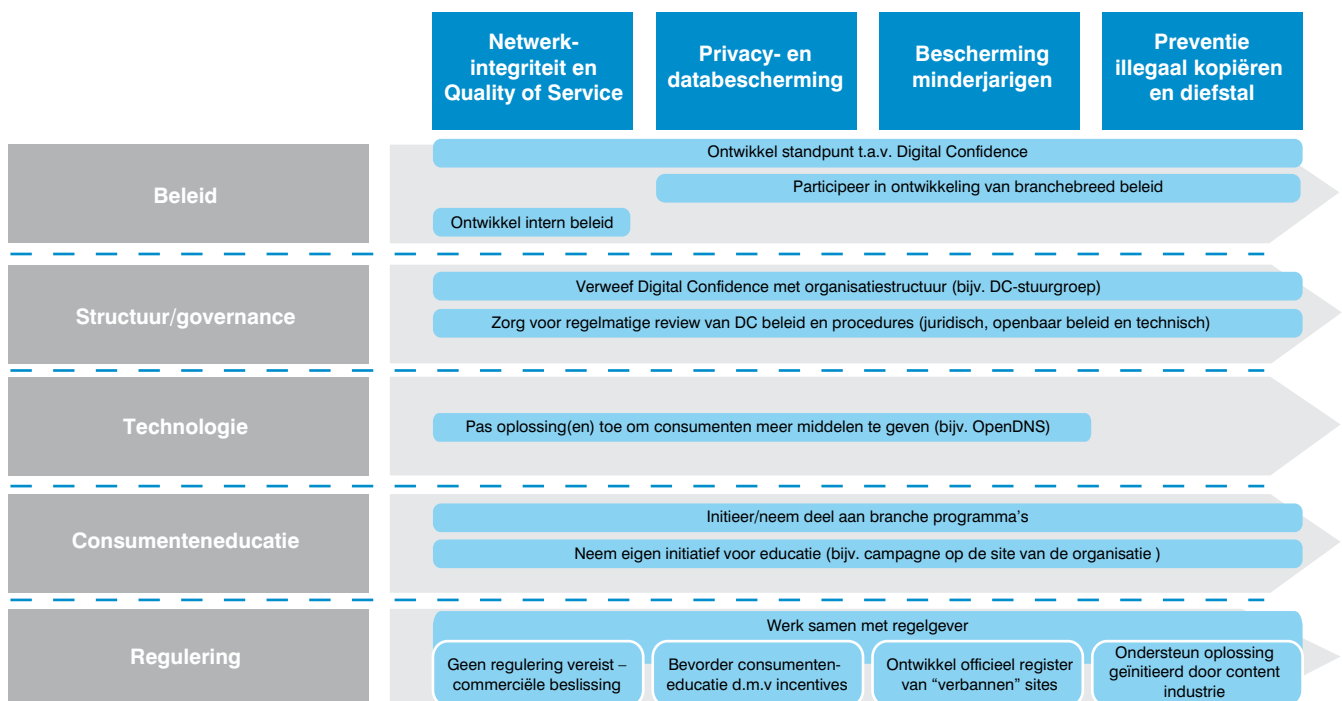 Netwerk-
integriteit en
Quality of Service
Privacy- en
databescherming
Bescherming
minderjarigen
Preventie
illegaal kopiëren
en diefstal
Beleid
Ontwikkel standpunt t.a.v. Digital Confidence
Participeer in ontwikkeling van branchebreed beleid
Ontwikkel intern beleid
Structuur/governance
Verweef Digital Confidence met organisatiestructuur (bijv. DC-stuurgroep)
Zorg voor regelmatige review van DC beleid en procedures (juridisch, openbaar beleid en technisch)
Technologie
Pas oplossing(en) toe om consumenten meer middelen te geven (bijv. OpenDNS)
Consumenteneducatie
Initieer/neem deel aan branche programma's
Neem eigen initiatief voor educatie (bijv. campagne op de site van de organisatie )
Regulering
Werk samen met regelgever
Geen regulering vereist –
commerciële beslissing
Bevorder consumenten-
educatie d.m.v incentives
Ontwikkel officieel register
van “verbannen” sites
Ondersteun oplossing
geïnitieerd door content
industrie